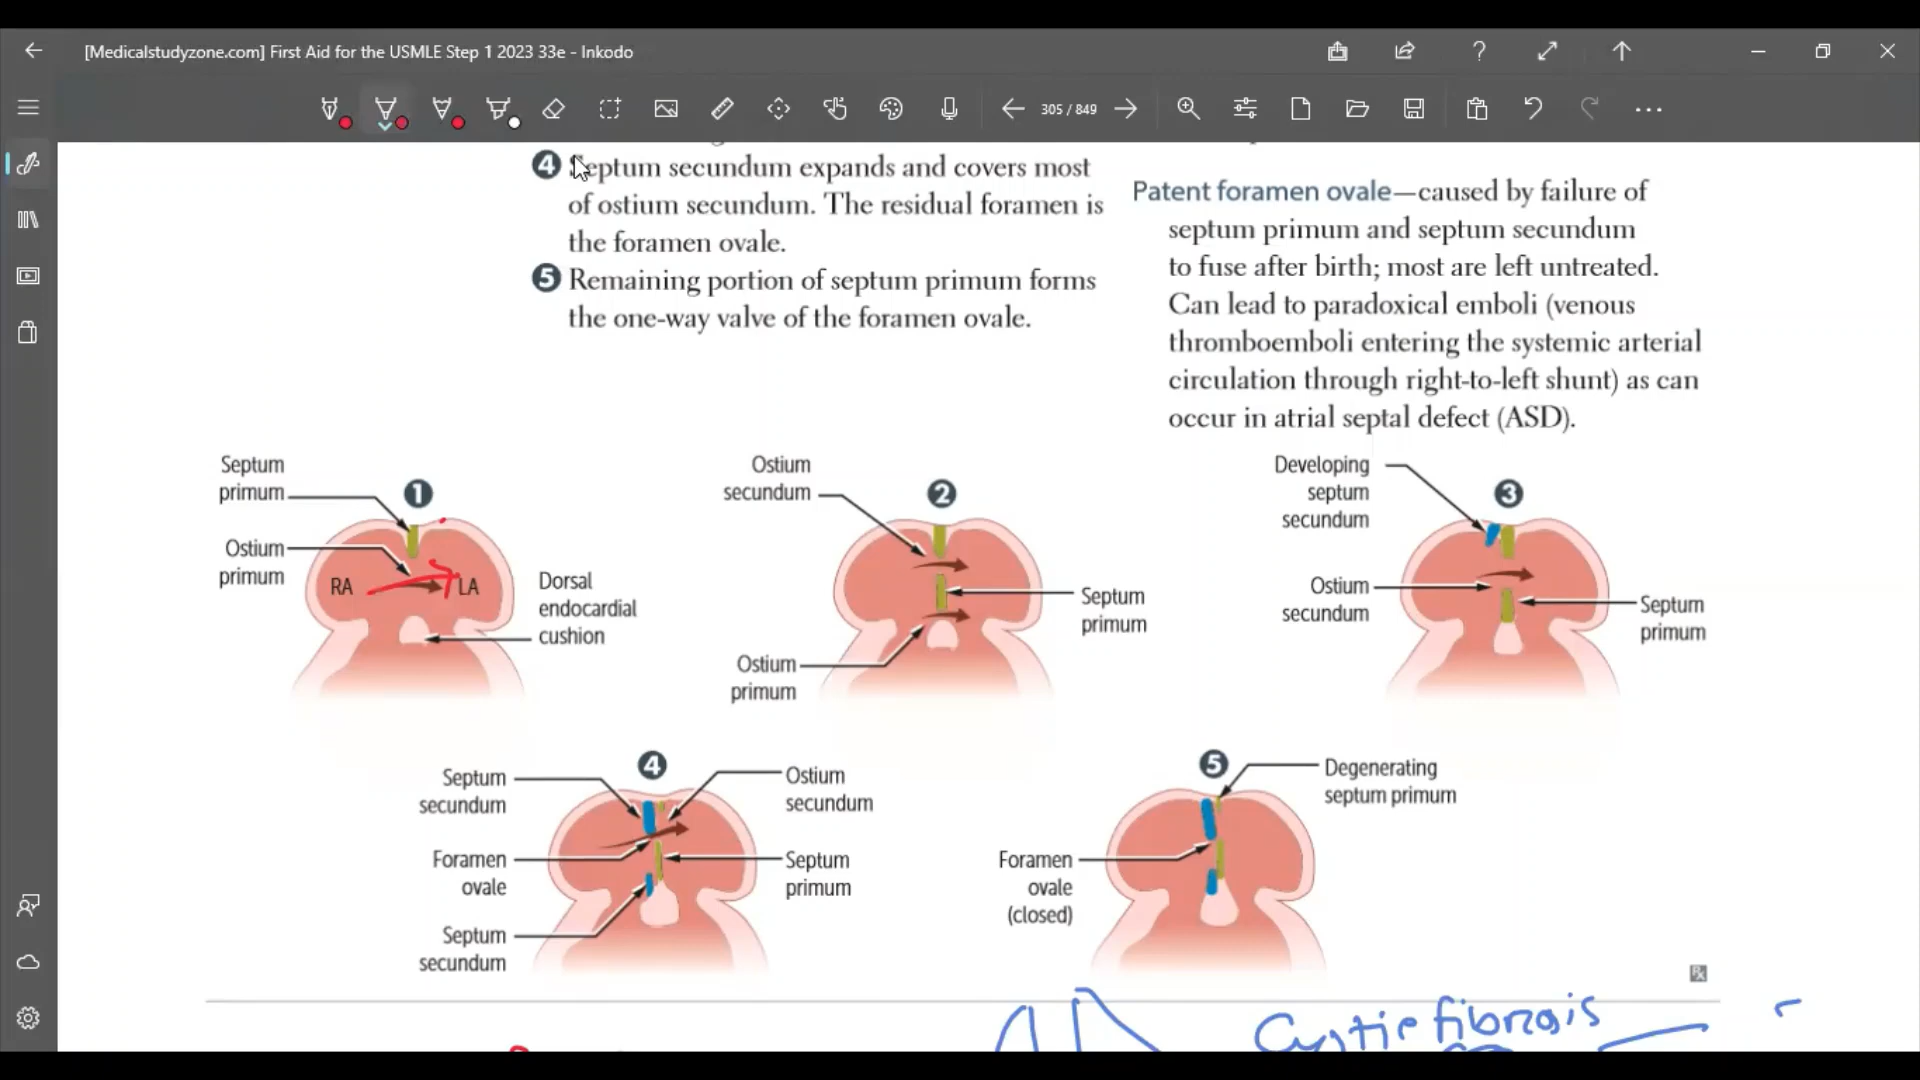 [Medicalstudyzone.com] First Aid for the USMLE Step 1 2023 33e - Inkodo
305 / 849
4 Septum secundum expands and covers most
of ostium secundum. The residual foramen is
the foramen ovale.
5 Remaining portion of septum primum forms
the one-way valve of the foramen ovale.
Patent foramen ovale—caused by failure of
septum primum and septum secundum
to fuse after birth; most are left untreated.
Can lead to paradoxical emboli (venous
thromboemboli entering the systemic arterial
circulation through right-to-left shunt) as can
occur in atrial septal defect (ASD).
Septum
primum
1
Ostium
primum
RA
LA
Dorsal
endocardial
cushion
Ostium
secundum
2
Septum
primum
Ostium
primum
Developing
septum
secundum
3
Ostium
secundum
Septum
primum
4
Septum
secundum
Ostium
secundum
Foramen
ovale
Septum
primum
Septum
secundum
5
Degenerating
septum primum
Foramen
ovale
(closed)
Rx
Cystic fibrosis